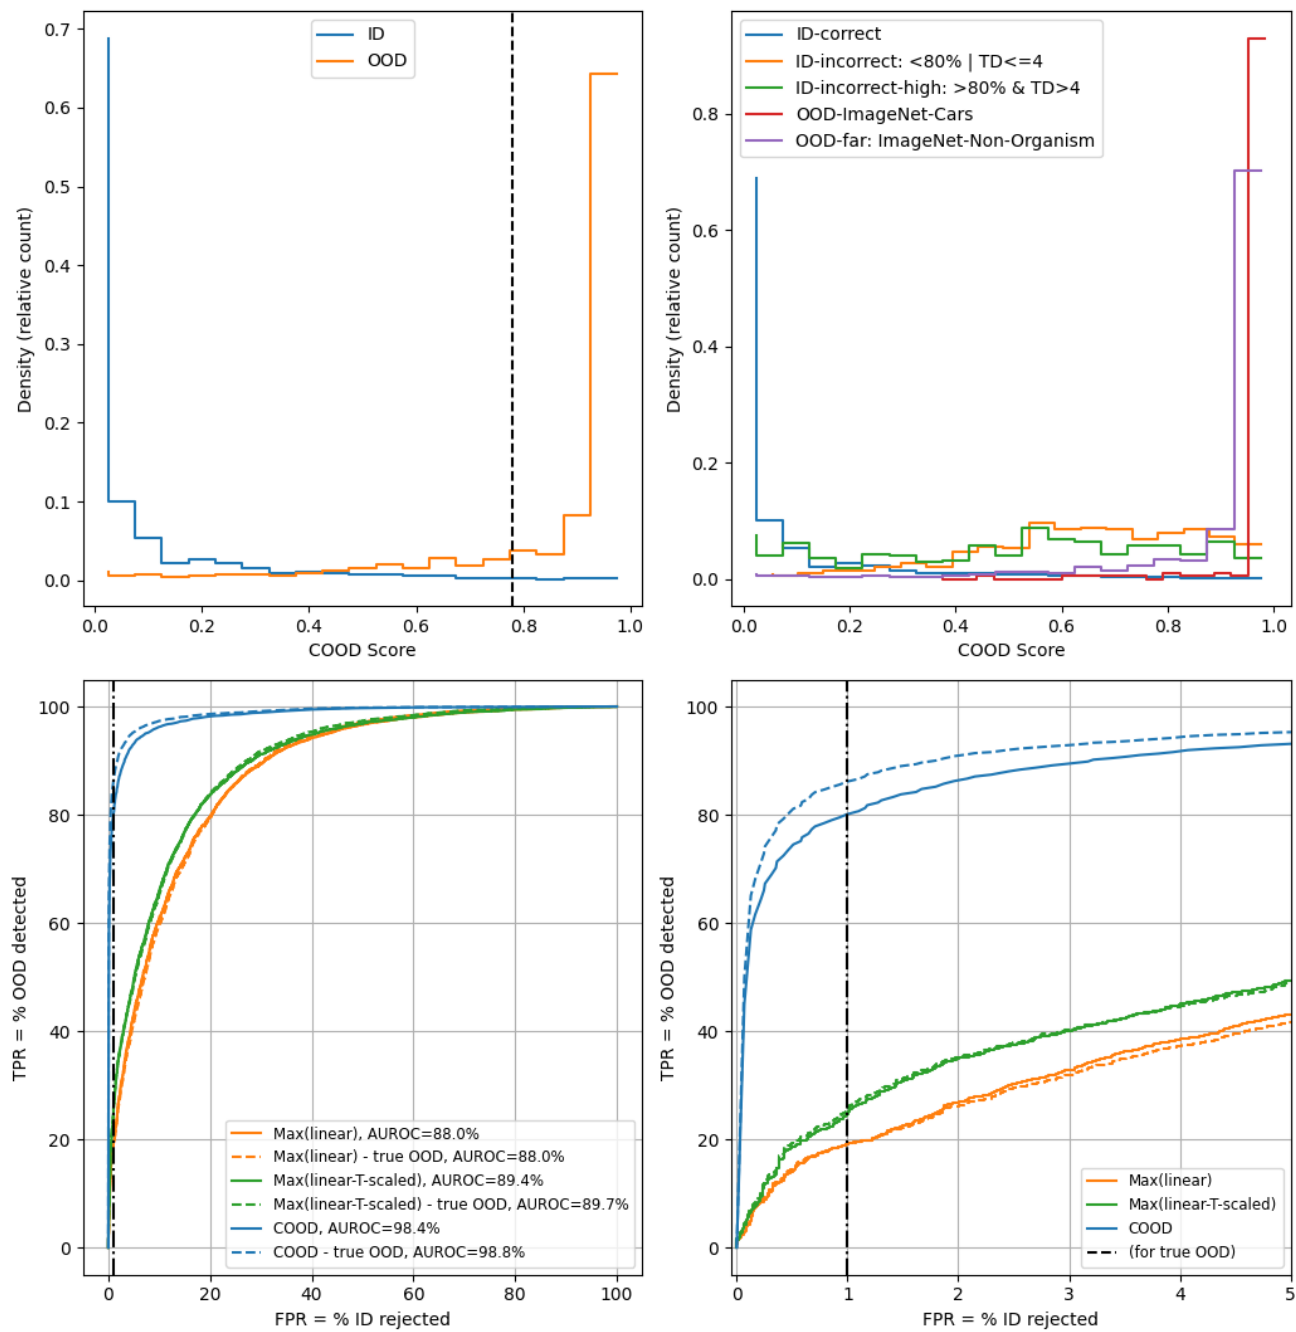 ID
OOD
0.7
0.6
0.5
0.4
0.3
0.2
0.1
0.0
Density (relative count)
0.0 0.2 0.4 0.6 0.8 1.0
COOD Score
ID-correct
ID-incorrect: <80% | TD<=4
ID-incorrect-high: >80% & TD>4
OOD-ImageNet-Cars
OOD-far: ImageNet-Non-Organism
0.8
0.6
0.4
0.2
0.0
Density (relative count)
0.0 0.2 0.4 0.6 0.8 1.0
COOD Score
100
80
60
40
20
0
TPR = % OOD detected
Max(linear), AUROC=88.0%
Max(linear) - true OOD, AUROC=88.0%
Max(linear-T-scaled), AUROC=89.4%
Max(linear-T-scaled) - true OOD, AUROC=89.7%
COOD, AUROC=98.4%
COOD - true OOD, AUROC=98.8%
0 20 40 60 80 100
FPR = % ID rejected
100
80
60
40
20
0
TPR = % OOD detected
Max(linear)
Max(linear-T-scaled)
COOD
(for true OOD)
0 1 2 3 4 5
FPR = % ID rejected